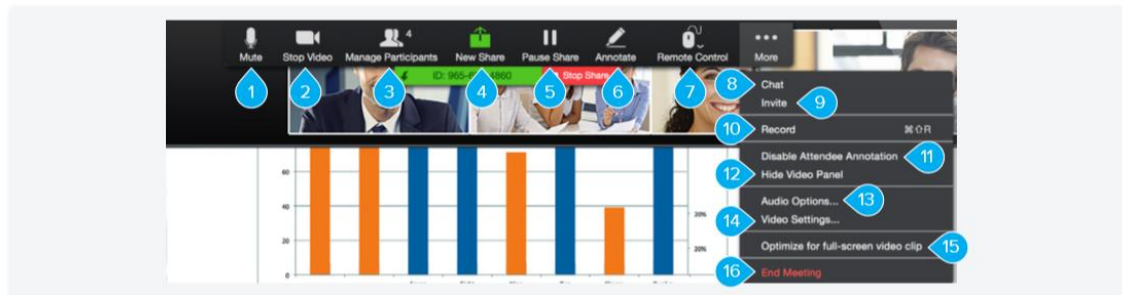 4
Mute Stop Video Manage Participants New Share Pause Share Annotate Remote Control More
ID: 965- 4860 Stop Share
1 2 3 4 5 6 7
8 Chat
Invite 9
10 Record ⌘⇧R
Disable Attendee Annotation 11
12 Hide Video Panel
Audio Options... 13
14 Video Settings...
Optimize for full-screen video clip 15
16 End Meeting
60
40
20
0
20%
20%